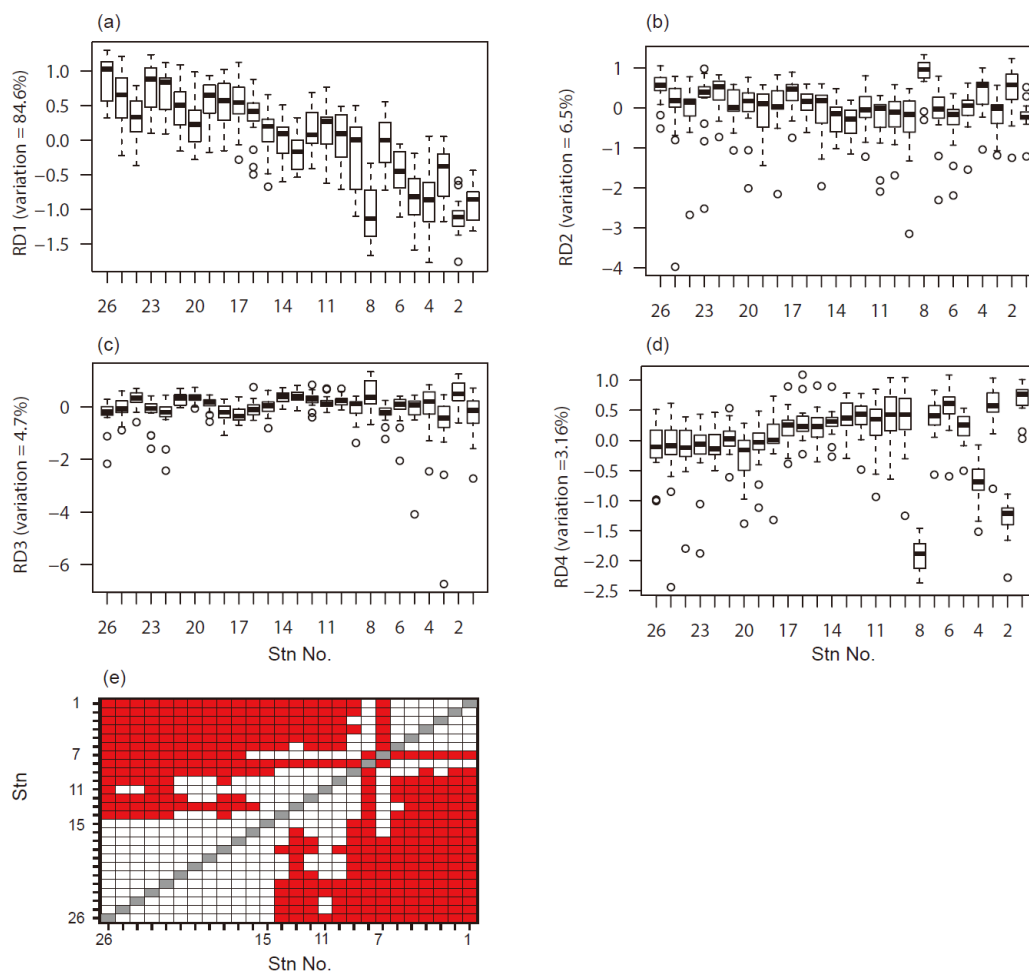 (a)
RD1 (variation = 84.6%)
1.0
0.5
0.0
−0.5
−1.0
−1.5
26 23 20 17 14 11 8 6 4 2
(b)
RD2 (variation = 6.5%)
1
0
−1
−2
−3
−4
26 23 20 17 14 11 8 6 4 2
(c)
RD3 (variation = 4.7%)
0
−2
−4
−6
26 23 20 17 14 11 8 6 4 2
Stn No.
(d)
RD4 (variation =3.16%)
1.0
0.5
0.0
−0.5
−1.0
−1.5
−2.0
−2.5
26 23 20 17 14 11 8 6 4 2
Stn No.
(e)
Stn
1
7
11
15
26
26 15 11 7 1
Stn No.